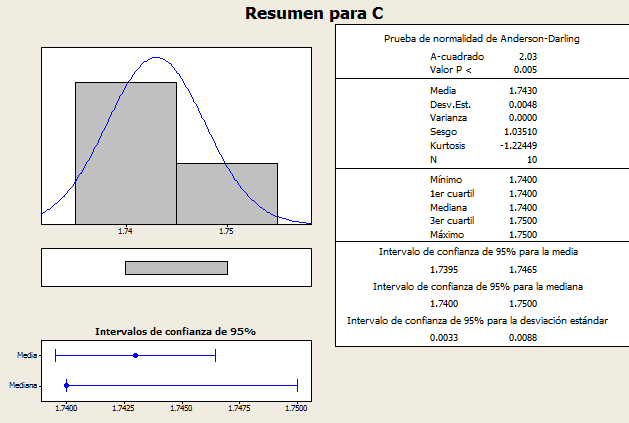 Resumen para C
1.74 1.75
Intervalos de confianza de 95%
Media
Mediana
1.7400 1.7425 1.7450 1.7475 1.7500
Prueba de normalidad de Anderson-Darling
A-cuadrado 2.03
Valor P < 0.005
Media 1.7430
Desv.Est. 0.0048
Varianza 0.0000
Sesgo 1.03510
Kurtosis -1.22449
N 10
Mínimo 1.7400
1er cuartil 1.7400
Mediana 1.7400
3er cuartil 1.7500
Máximo 1.7500
Intervalo de confianza de 95% para la media
1.7395 1.7465
Intervalo de confianza de 95% para la mediana
1.7400 1.7500
Intervalo de confianza de 95% para la desviación estándar
0.0033 0.0088